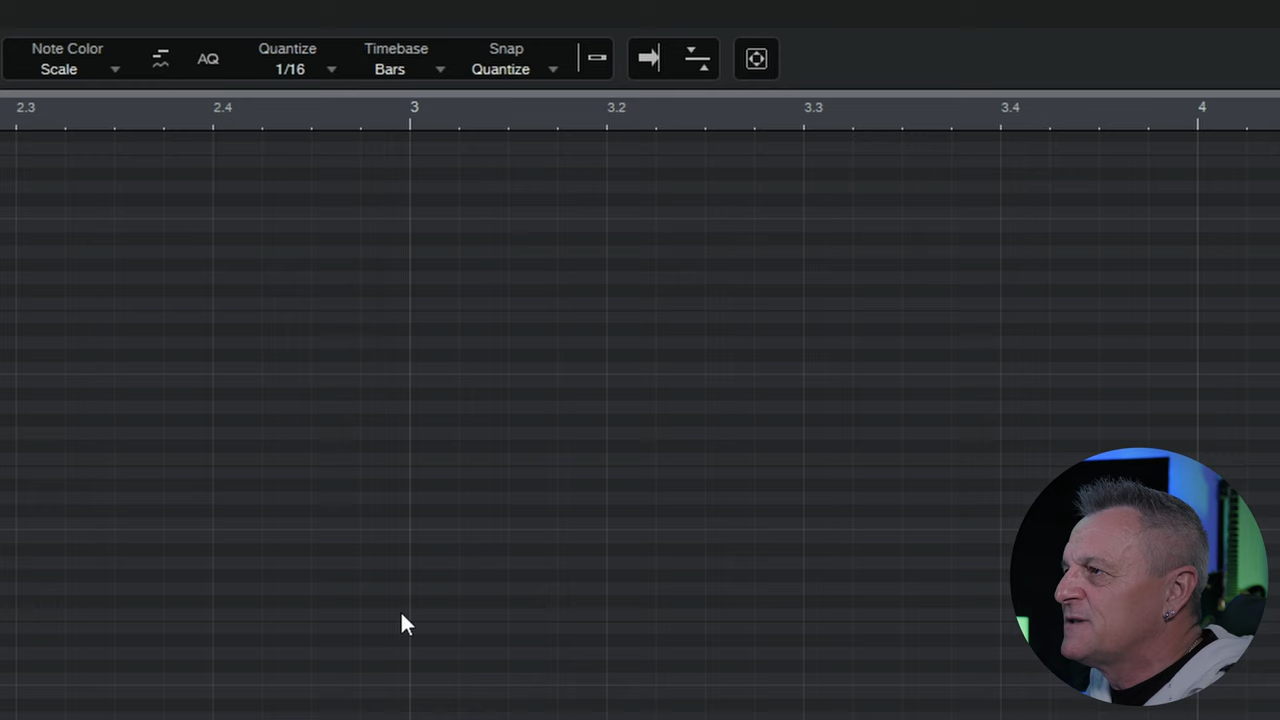 Note Color
Scale
AQ
Quantize
1/16
Timebase
Bars
Snap
Quantize
2.3 2.4 3 3.2 3.3 3.4 4